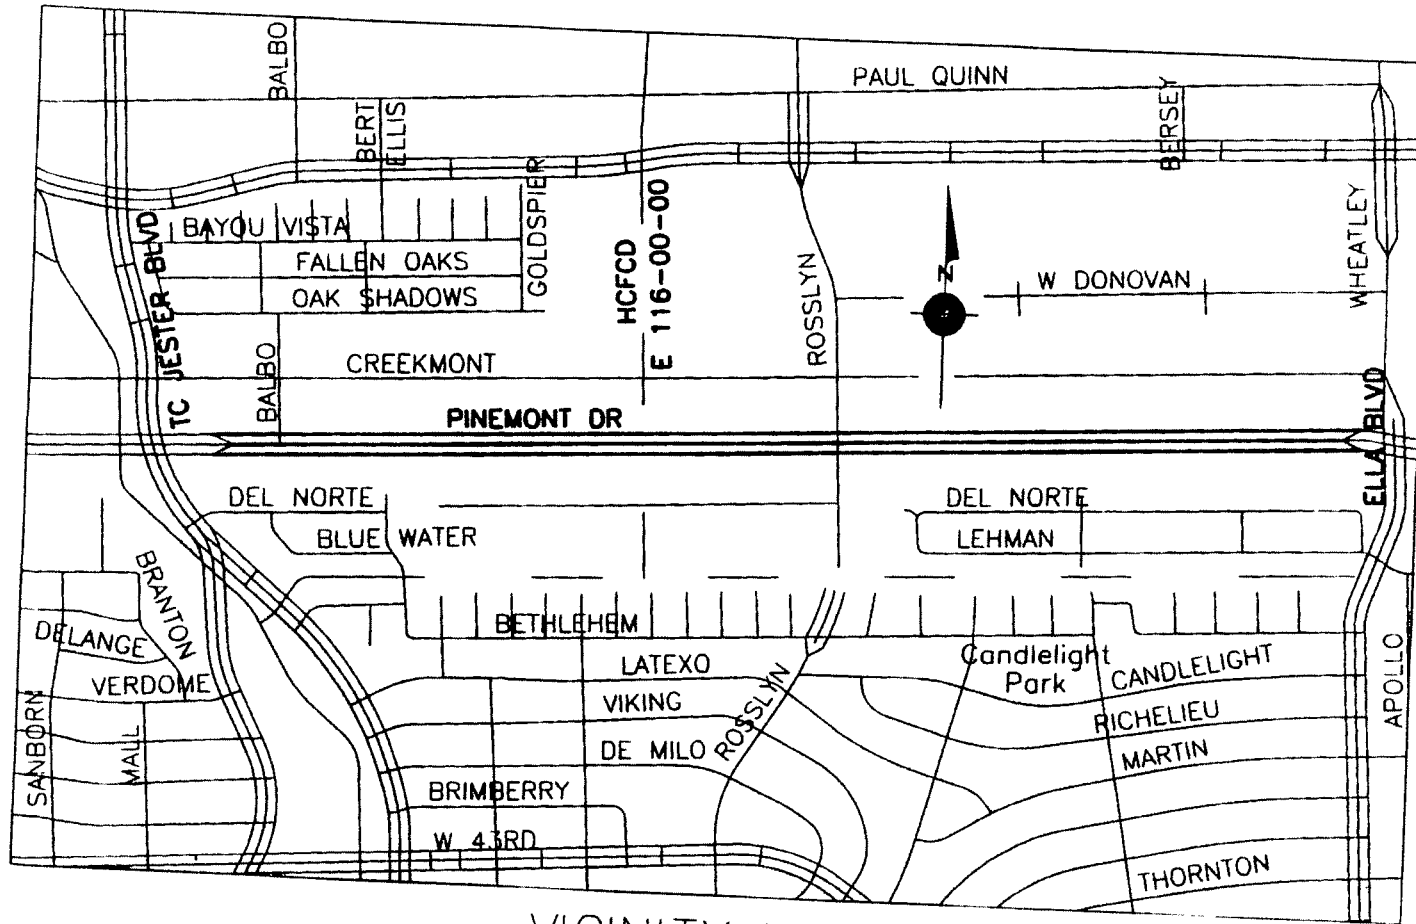 BALBO
PAUL QUINN
BERT
ELLIS
BERSEY
GOLDSPIER
BAYOU VISTA
TC JESTER BLVD
HCFCD
E 116-00-00
WHEATLEY
FALLEN OAKS
OAK SHADOWS
N
W DONOVAN
ROSSLYN
CREEKMONT
BALBO
PINEMONT DR
ELLA BLVD
DEL NORTE
DEL NORTE
BLUE WATER
LEHMAN
BRANTON
BETHLEHEM
DELANGE
LATEXO
Candlelight
Park
CANDLELIGHT
VERDOME
VIKING
ROSSLYN
RICHELIEU
APOLLO
SANBORN
MALL
DE MILO
MARTIN
BRIMBERRY
W 43RD
THORNTON
VICINITY